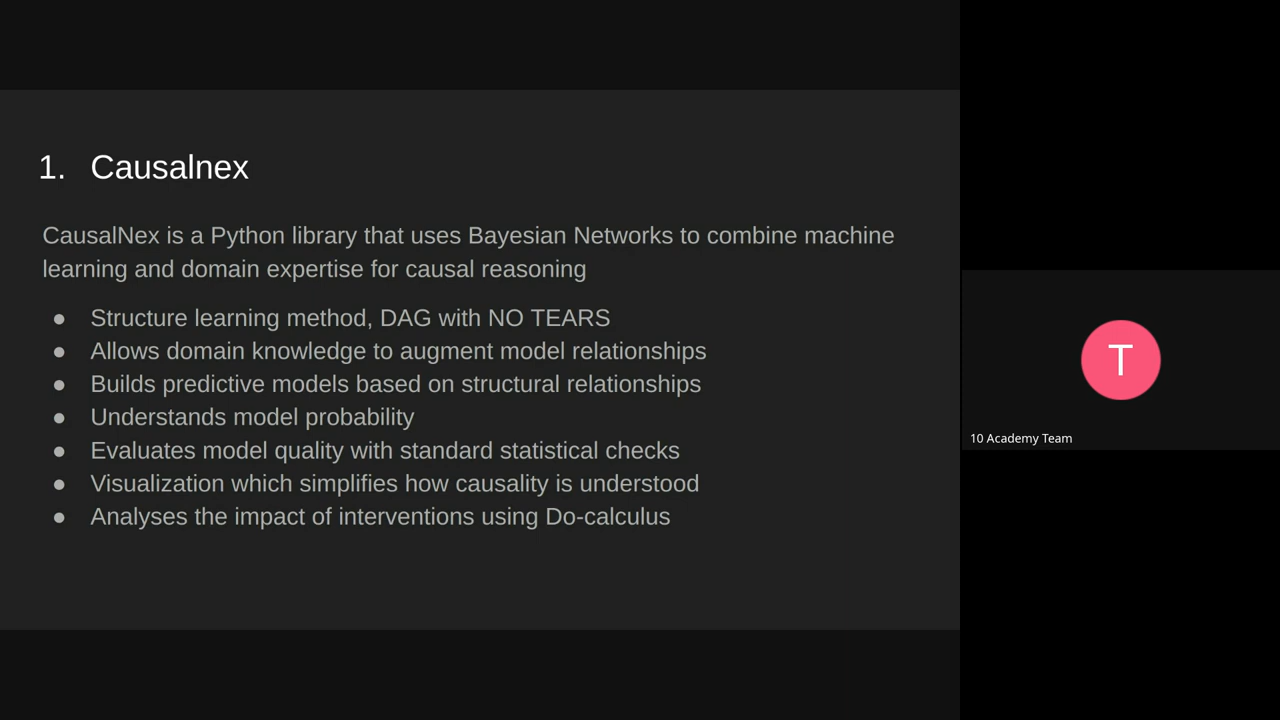 1. Causalnex
CausalNex is a Python library that uses Bayesian Networks to combine machine
learning and domain expertise for causal reasoning
● Structure learning method, DAG with NO TEARS
● Allows domain knowledge to augment model relationships
● Builds predictive models based on structural relationships
● Understands model probability
● Evaluates model quality with standard statistical checks
● Visualization which simplifies how causality is understood
● Analyses the impact of interventions using Do-calculus
T
10 Academy Team